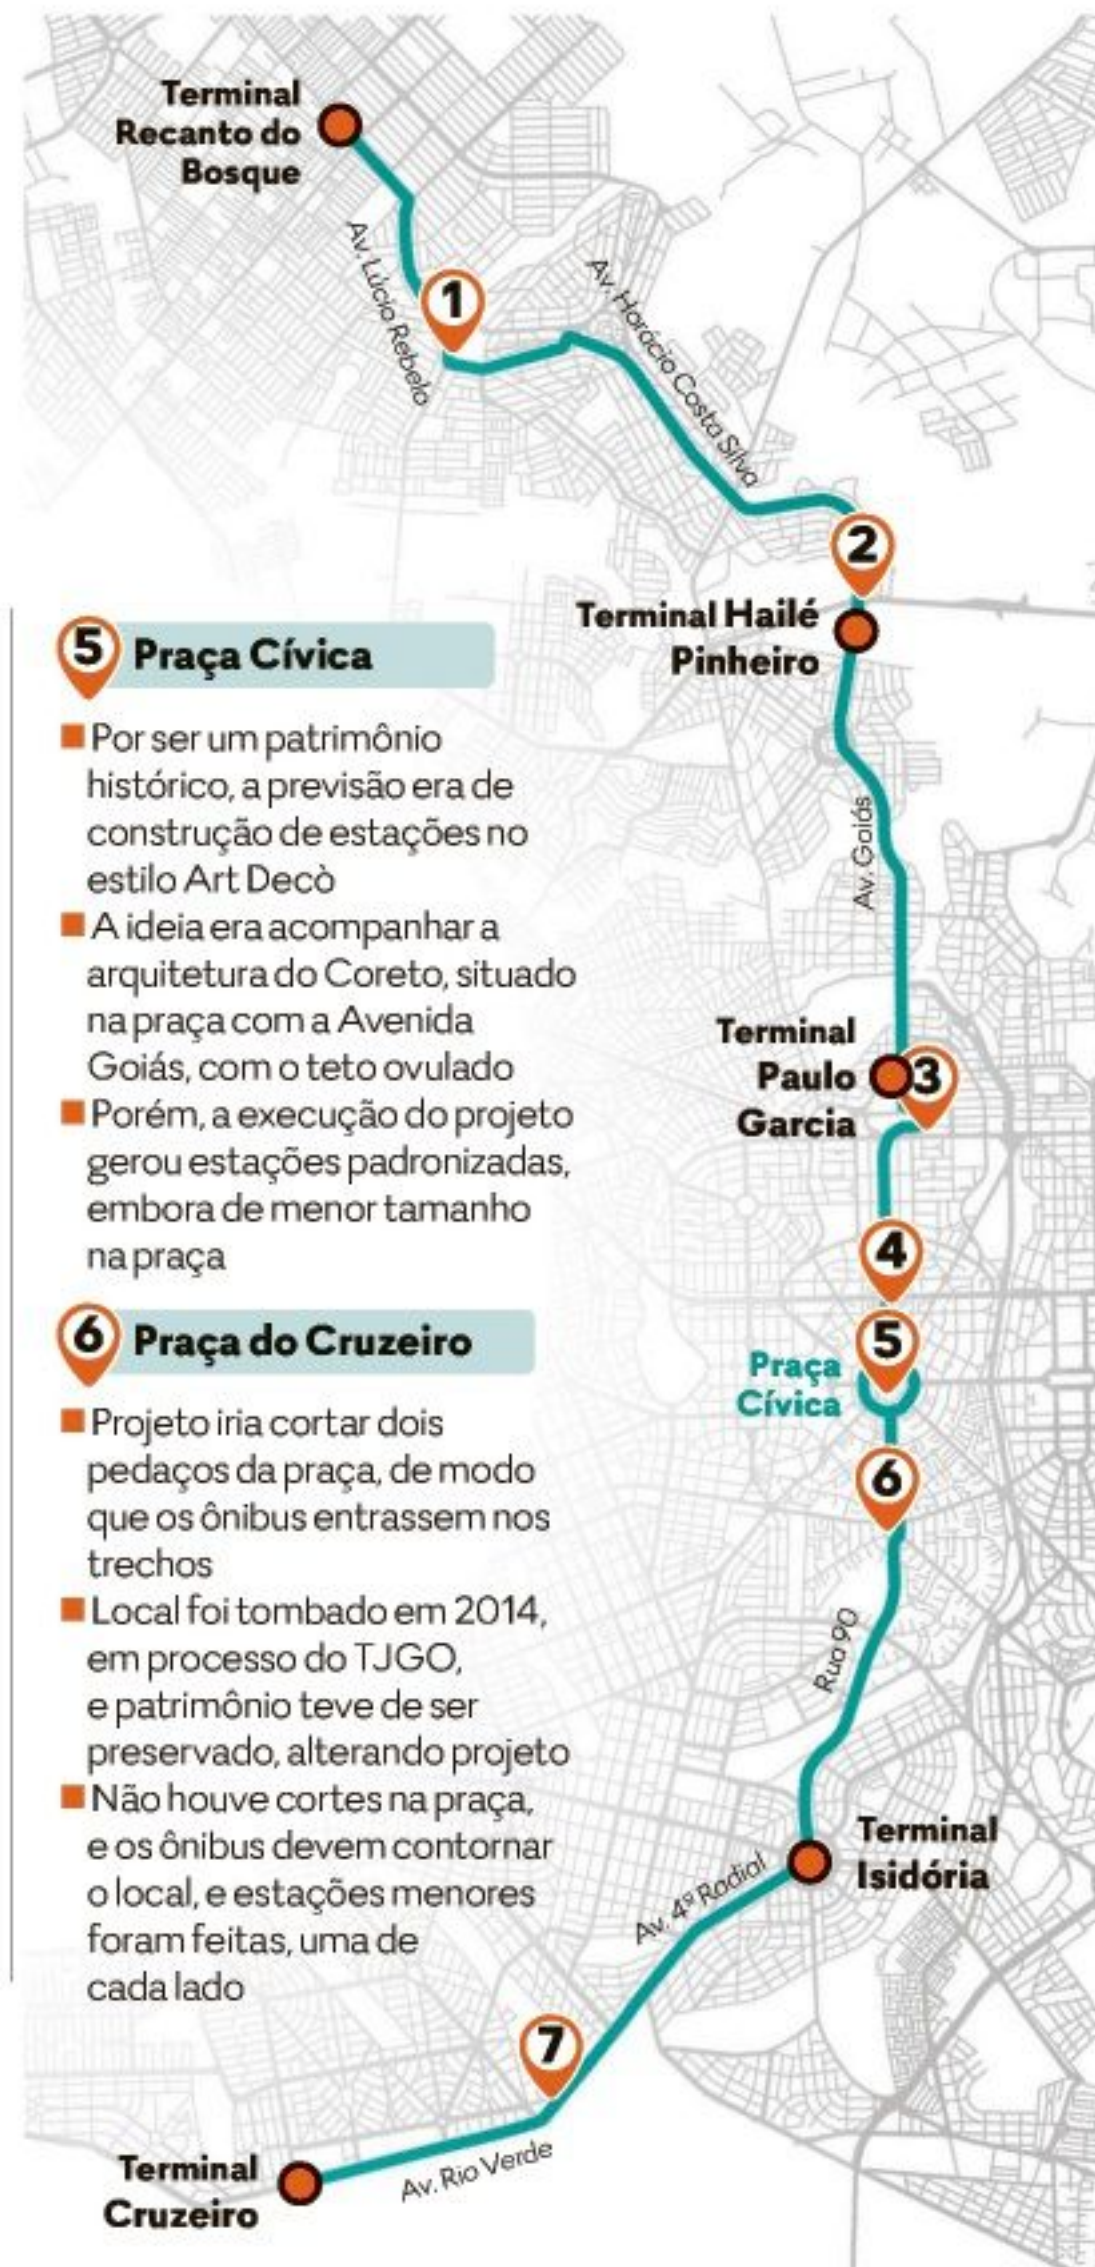 Terminal
Recanto do
Bosque
Av. Lúcio Rebelo
1
Av. Horácio Costa Silva
2
Terminal Hailé
Pinheiro
Av. Goiás
Terminal
Paulo
Garcia
3
4
5
Praça
Cívica
6
Rua 90
Terminal
Isidória
Av. 4ª Radial
7
Av. Rio Verde
Terminal
Cruzeiro
5 Praça Cívica
Por ser um patrimônio
histórico, a previsão era de
construção de estações no
estilo Art Decò
A ideia era acompanhar a
arquitetura do Coreto, situado
na praça com a Avenida
Goiás, com o teto ovulado
Porém, a execução do projeto
gerou estações padronizadas,
embora de menor tamanho
na praça
6 Praça do Cruzeiro
Projeto iria cortar dois
pedaços da praça, de modo
que os ônibus entrassem nos
trechos
Local foi tombado em 2014,
em processo do TJGO,
e patrimônio teve de ser
preservado, alterando projeto
Não houve cortes na praça,
e os ônibus devem contornar
o local, e estações menores
foram feitas, uma de
cada lado